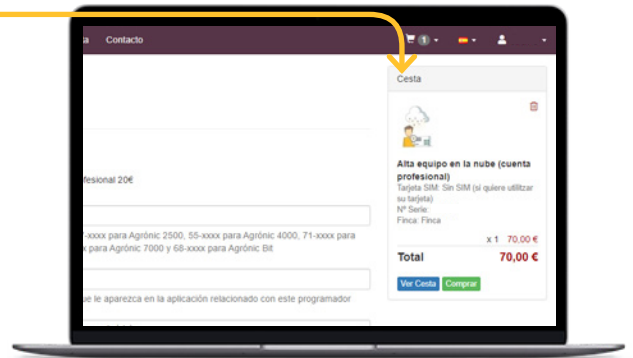 a Contacto
1
Cesta
Alta equipo en la nube (cuenta
profesional)
Tarjeta SIM: Sin SIM (si quiere utilitzar
su tarjeta)
Nº Serie:
Finca: Finca
x 1 70,00 €
Total 70,00 €
Ver Cesta Comprar
fesional 20€
-xxxx para Agrónic 2500, 55-xxxx para Agrónic 4000, 71-xxxx para
x para Agrónic 7000 y 68-xxxx para Agrónic Bit
ue le aparezca en la aplicación relacionado con este programador